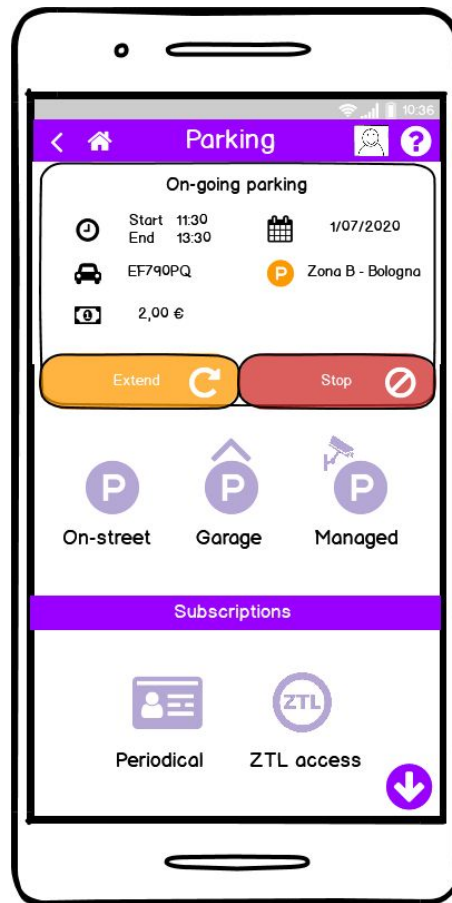 10:36
Parking
?
On-going parking
Start 11:30
End 13:30
1/07/2020
EF790PQ
P
Zona B - Bologna
2,00 €
Extend
Stop
P
P
P
On-street
Garage
Managed
Subscriptions
ZTL
Periodical
ZTL access